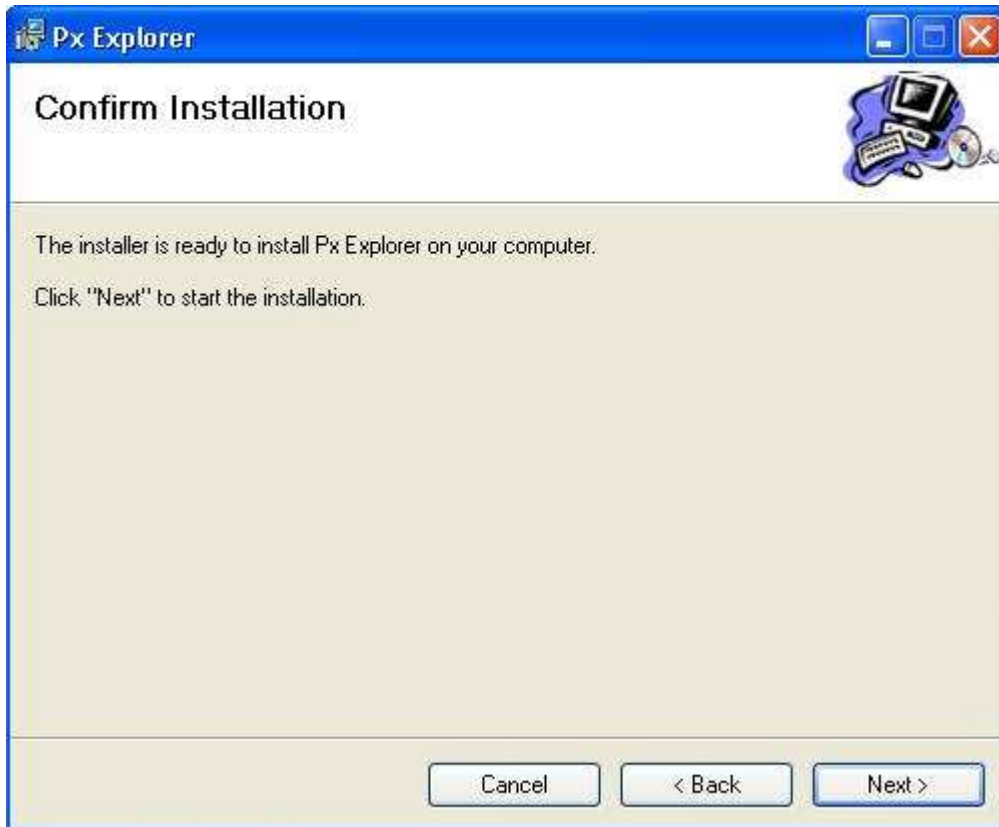 Px Explorer
Confirm Installation
The installer is ready to install Px Explorer on your computer.
Click "Next" to start the installation.
Cancel
< Back
Next >